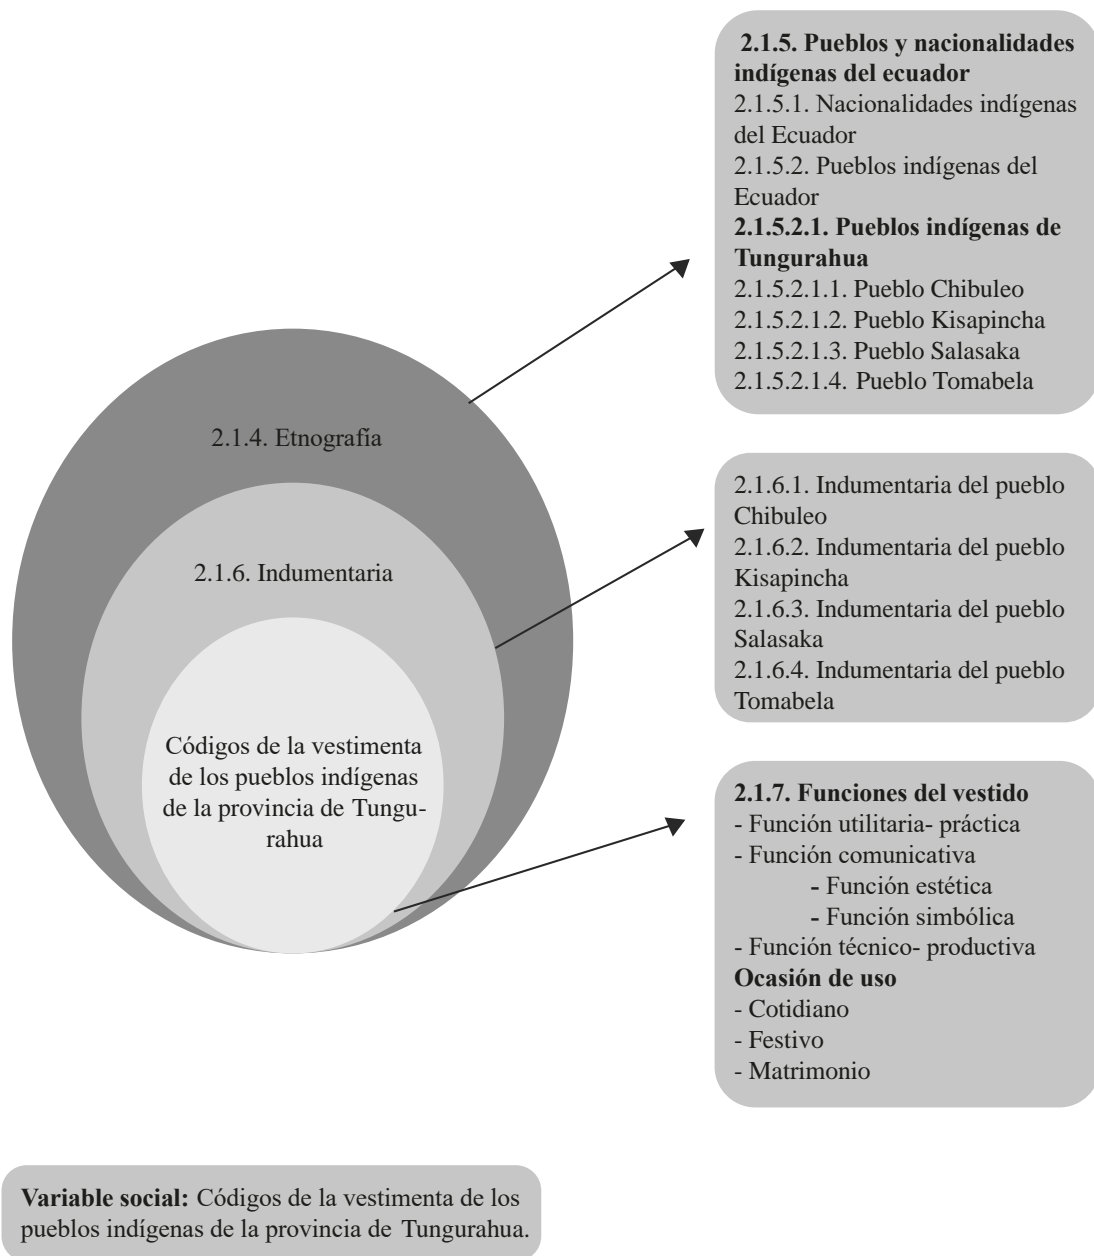 2.1.5. Pueblos y nacionalidades
indígenas del ecuador
2.1.5.1. Nacionalidades indígenas
del Ecuador
2.1.5.2. Pueblos indígenas del
Ecuador
2.1.5.2.1. Pueblos indígenas de
Tungurahua
2.1.5.2.1.1. Pueblo Chibuleo
2.1.5.2.1.2. Pueblo Kisapincha
2.1.5.2.1.3. Pueblo Salasaka
2.1.5.2.1.4. Pueblo Tomabela
2.1.4. Etnografía
2.1.6. Indumentaria
2.1.6.1. Indumentaria del pueblo
Chibuleo
2.1.6.2. Indumentaria del pueblo
Kisapincha
2.1.6.3. Indumentaria del pueblo
Salasaka
2.1.6.4. Indumentaria del pueblo
Tomabela
Códigos de la vestimenta
de los pueblos indígenas
de la provincia de Tungu-
rahua
2.1.7. Funciones del vestido
- Función utilitaria- práctica
- Función comunicativa
- Función estética
- Función simbólica
- Función técnico- productiva
Ocasión de uso
- Cotidiano
- Festivo
- Matrimonio
Variable social: Códigos de la vestimenta de los
pueblos indígenas de la provincia de Tungurahua.